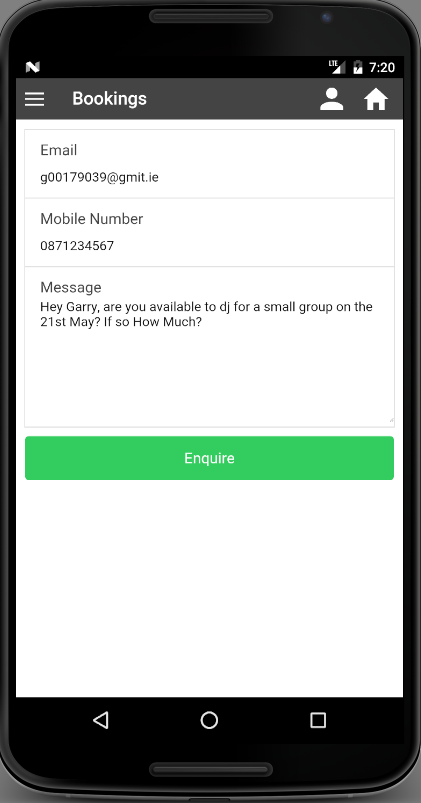 LTE 7:20
Bookings
Email
g00179039@gmit.ie
Mobile Number
0871234567
Message
Hey Garry, are you available to dj for a small group on the
21st May? If so How Much?
Enquire